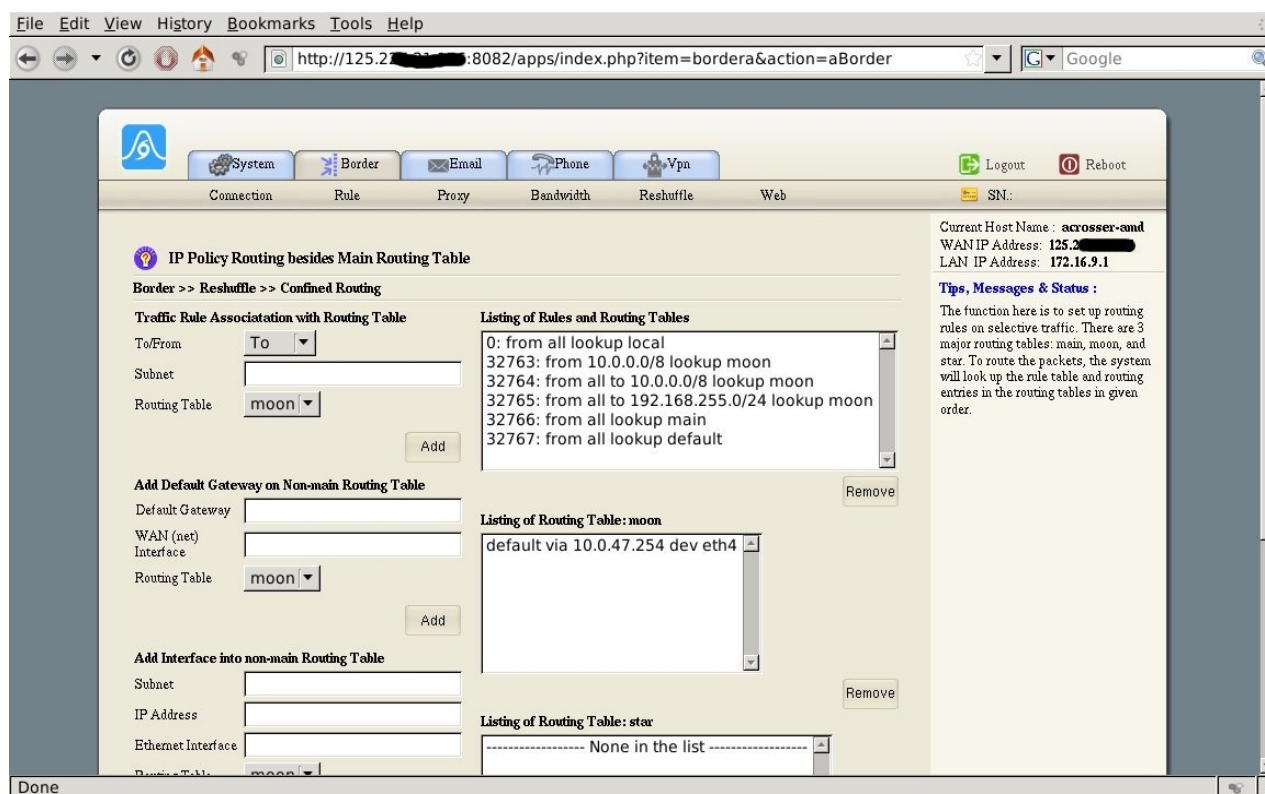 File Edit View History Bookmarks Tools Help
:8082/apps/index.php?item=bordera&action=aBorder
Google
System Border Email Phone Vpn
Logout Reboot
Connection Rule Proxy Bandwidth Reshuffle Web
SN.:
Current Host Name : acrosser-amd
WAN IP Address: 125.2
LAN IP Address: 172.16.9.1
IP Policy Routing besides Main Routing Table
Border >> Reshuffle >> Confined Routing
Traffic Rule Associatation with Routing Table
To/From To
Subnet
Routing Table moon
Add
Listing of Rules and Routing Tables
0: from all lookup local
32763: from 10.0.0.0/8 lookup moon
32764: from all to 10.0.0.0/8 lookup moon
32765: from all to 192.168.255.0/24 lookup moon
32766: from all lookup main
32767: from all lookup default
Remove
Tips, Messages & Status :
The function here is to set up routing
rules on selective traffic. There are 3
major routing tables: main, moon, and
star. To route the packets, the system
will look up the rule table and routing
entries in the routing tables in given
order.
Add Default Gateway on Non-main Routing Table
Default Gateway
WAN (net)
Interface
Routing Table moon
Add
Listing of Routing Table: moon
default via 10.0.47.254 dev eth4
Remove
Add Interface into non-main Routing Table
Subnet
IP Address
Ethernet Interface
Routing Table moon
Listing of Routing Table: star
------------------ None in the list ------------------
Done